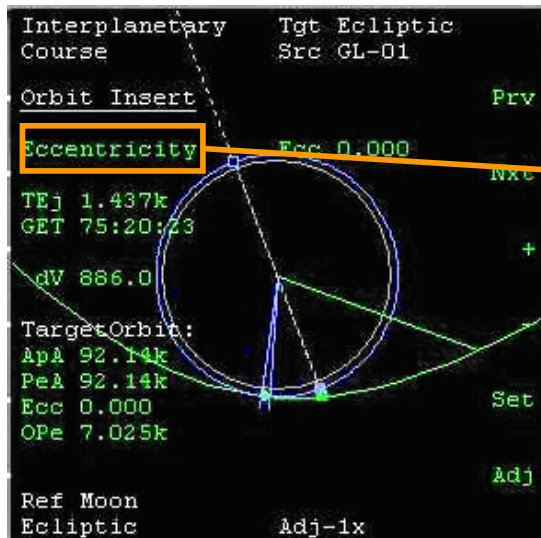 Interplanetary Tgt Ecliptic
Course Src GL-01
Orbit Insert Prv
Eccentricity Ecc 0.000
Nxt
TEj 1.437k
GET 75:20:23
+
dV 886.0
-
TargetOrbit:
ApA 92.14k
PeA 92.14k
Ecc 0.000 Set
OPe 7.025k
Adj
Ref Moon
Ecliptic Adj-1x